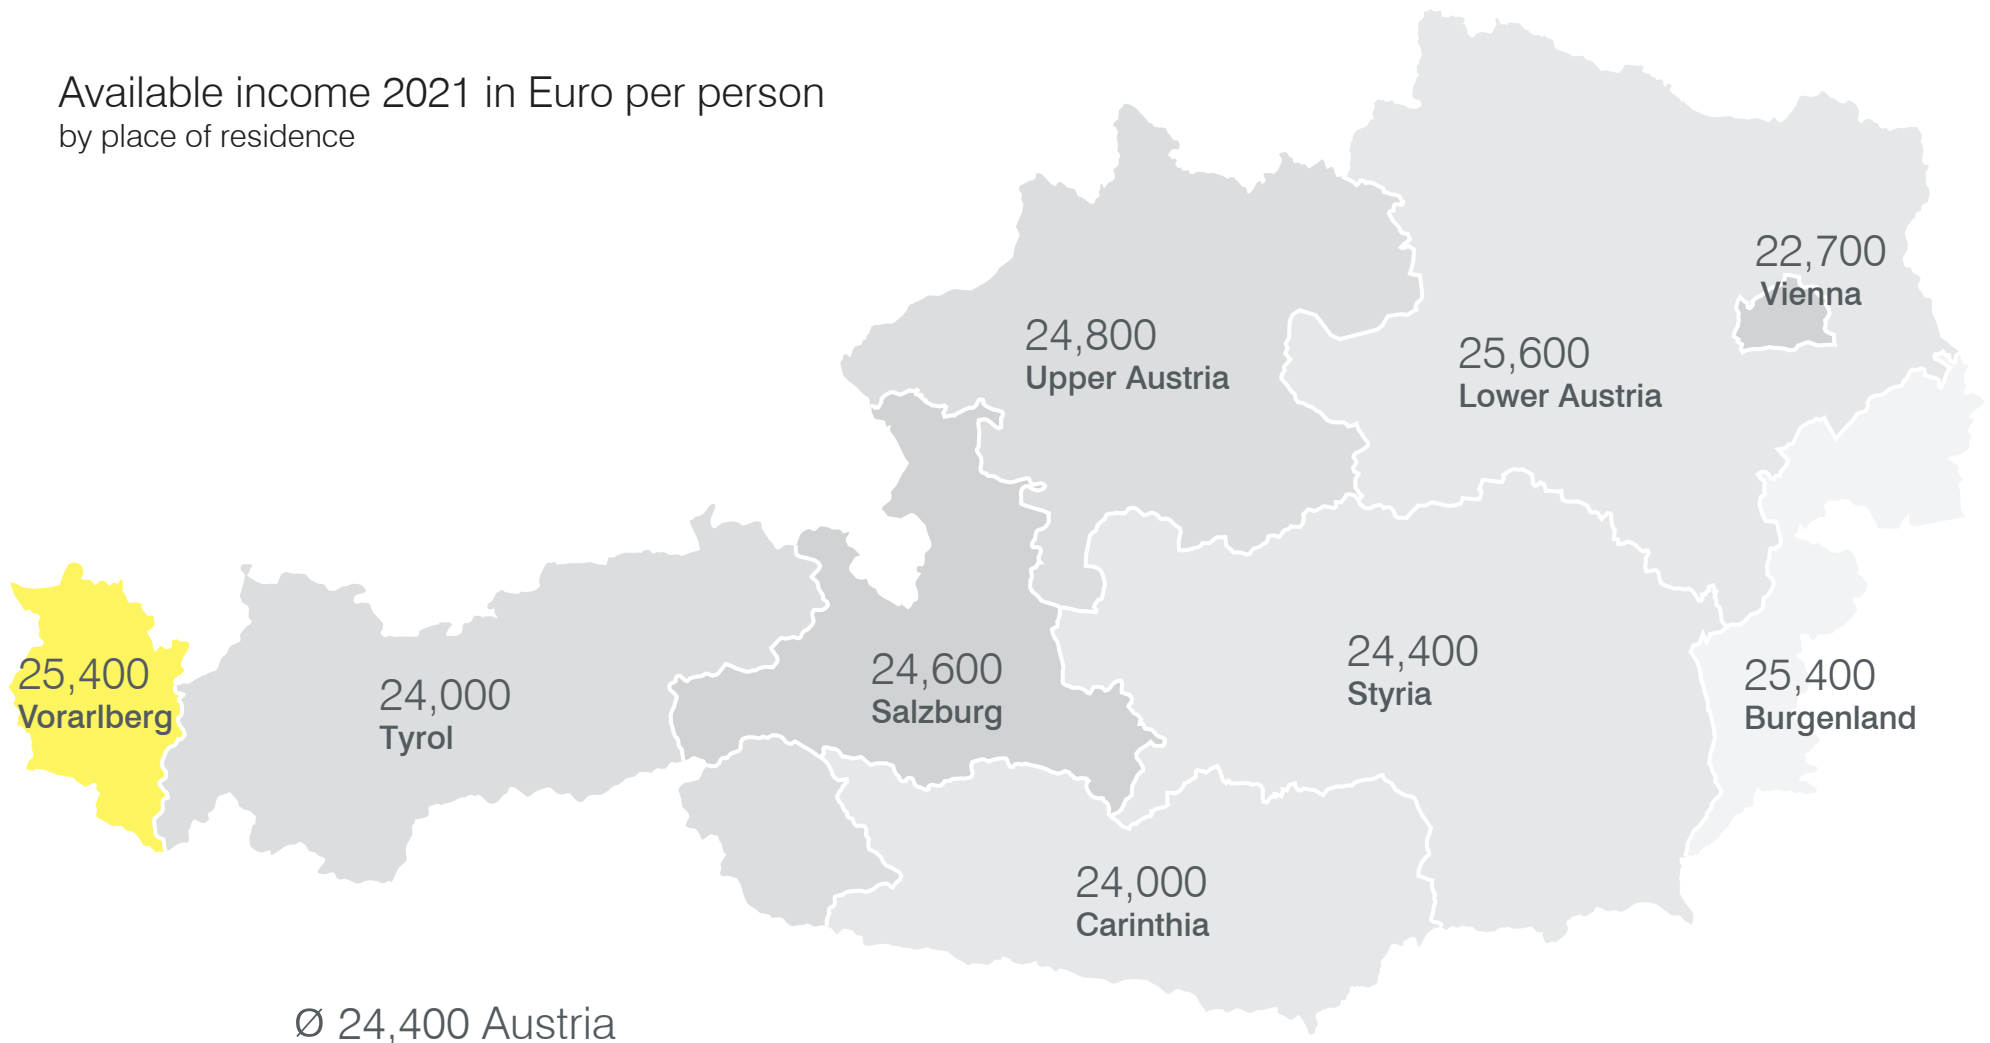 Available income 2021 in Euro per person
by place of residence
22,700
Vienna
24,800
Upper Austria
25,600
Lower Austria
25,400
Vorarlberg
24,000
Tyrol
24,600
Salzburg
24,400
Styria
25,400
Burgenland
24,000
Carinthia
Ø 24,400 Austria